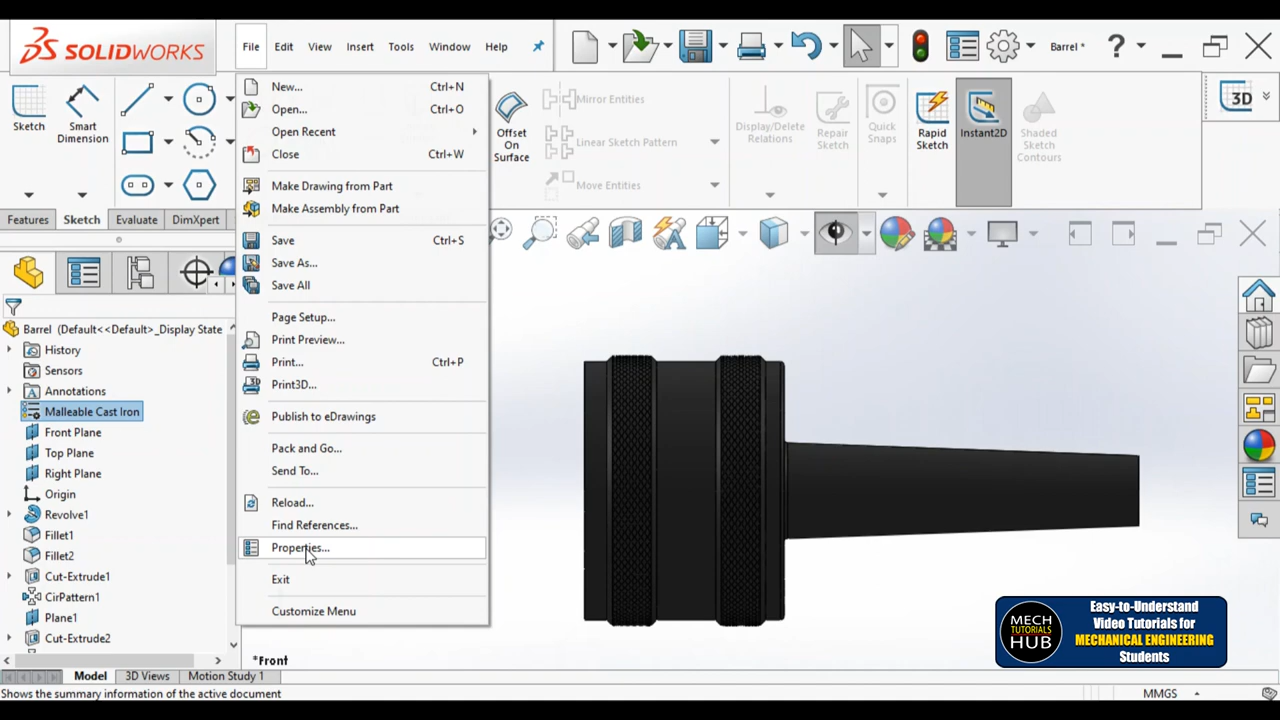 SOLIDWORKS
File Edit View Insert Tools Window Help
Barrel *
Sketch
Smart Dimension
Offset On Surface
Mirror Entities
Linear Sketch Pattern
Move Entities
Display/Delete Relations
Repair Sketch
Quick Snaps
Rapid Sketch
Instant2D
Shaded Sketch Contours
3D
Features Sketch Evaluate DimXpert
New... Ctrl+N
Open... Ctrl+O
Open Recent
Close Ctrl+W
Make Drawing from Part
Make Assembly from Part
Save Ctrl+S
Save As...
Save All
Page Setup...
Print Preview...
Print... Ctrl+P
Print3D...
Publish to eDrawings
Pack and Go...
Send To...
Reload...
Find References...
Properties...
Exit
Customize Menu
Barrel (Default<<Default>_Display State
History
Sensors
Annotations
Malleable Cast Iron
Front Plane
Top Plane
Right Plane
Origin
Revolve1
Fillet1
Fillet2
Cut-Extrude1
CirPattern1
Plane1
Cut-Extrude2
*Front
MECH
TUTORIALS
HUB
Easy-to-Understand
Video Tutorials for
MECHANICAL ENGINEERING
Students
Model 3D Views Motion Study 1
Shows the summary information of the active document
MMGS